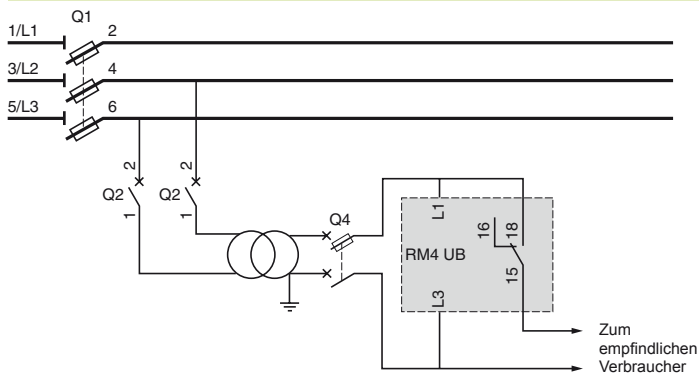 Q1
1/L1
2
3/L2
4
5/L3
6
2
2
Q2
Q2
1
1
Q4
L1
16
18
RM4 UB
15
L3
Zum
empfindlichen
Verbraucher